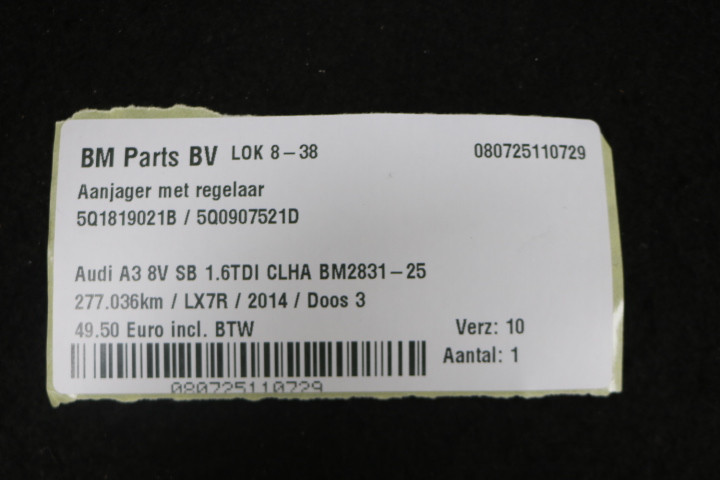 BM Parts BV LOK 8-38 080725110729
Aanjager met regelaar
5Q1819021B / 5Q0907521D
Audi A3 8V SB 1.6TDI CLHA BM2831-25
277.036km / LX7R / 2014 / Doos 3
49.50 Euro incl. BTW Verz: 10
Aantal: 1
080725110729